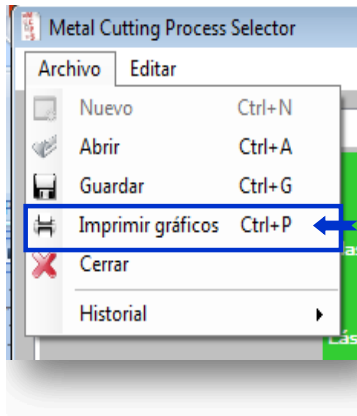 Metal Cutting Process Selector
Archivo Editar
Nuevo Ctrl+N
Abrir Ctrl+A
Guardar Ctrl+G
Imprimir gráficos Ctrl+P
Cerrar
Historial